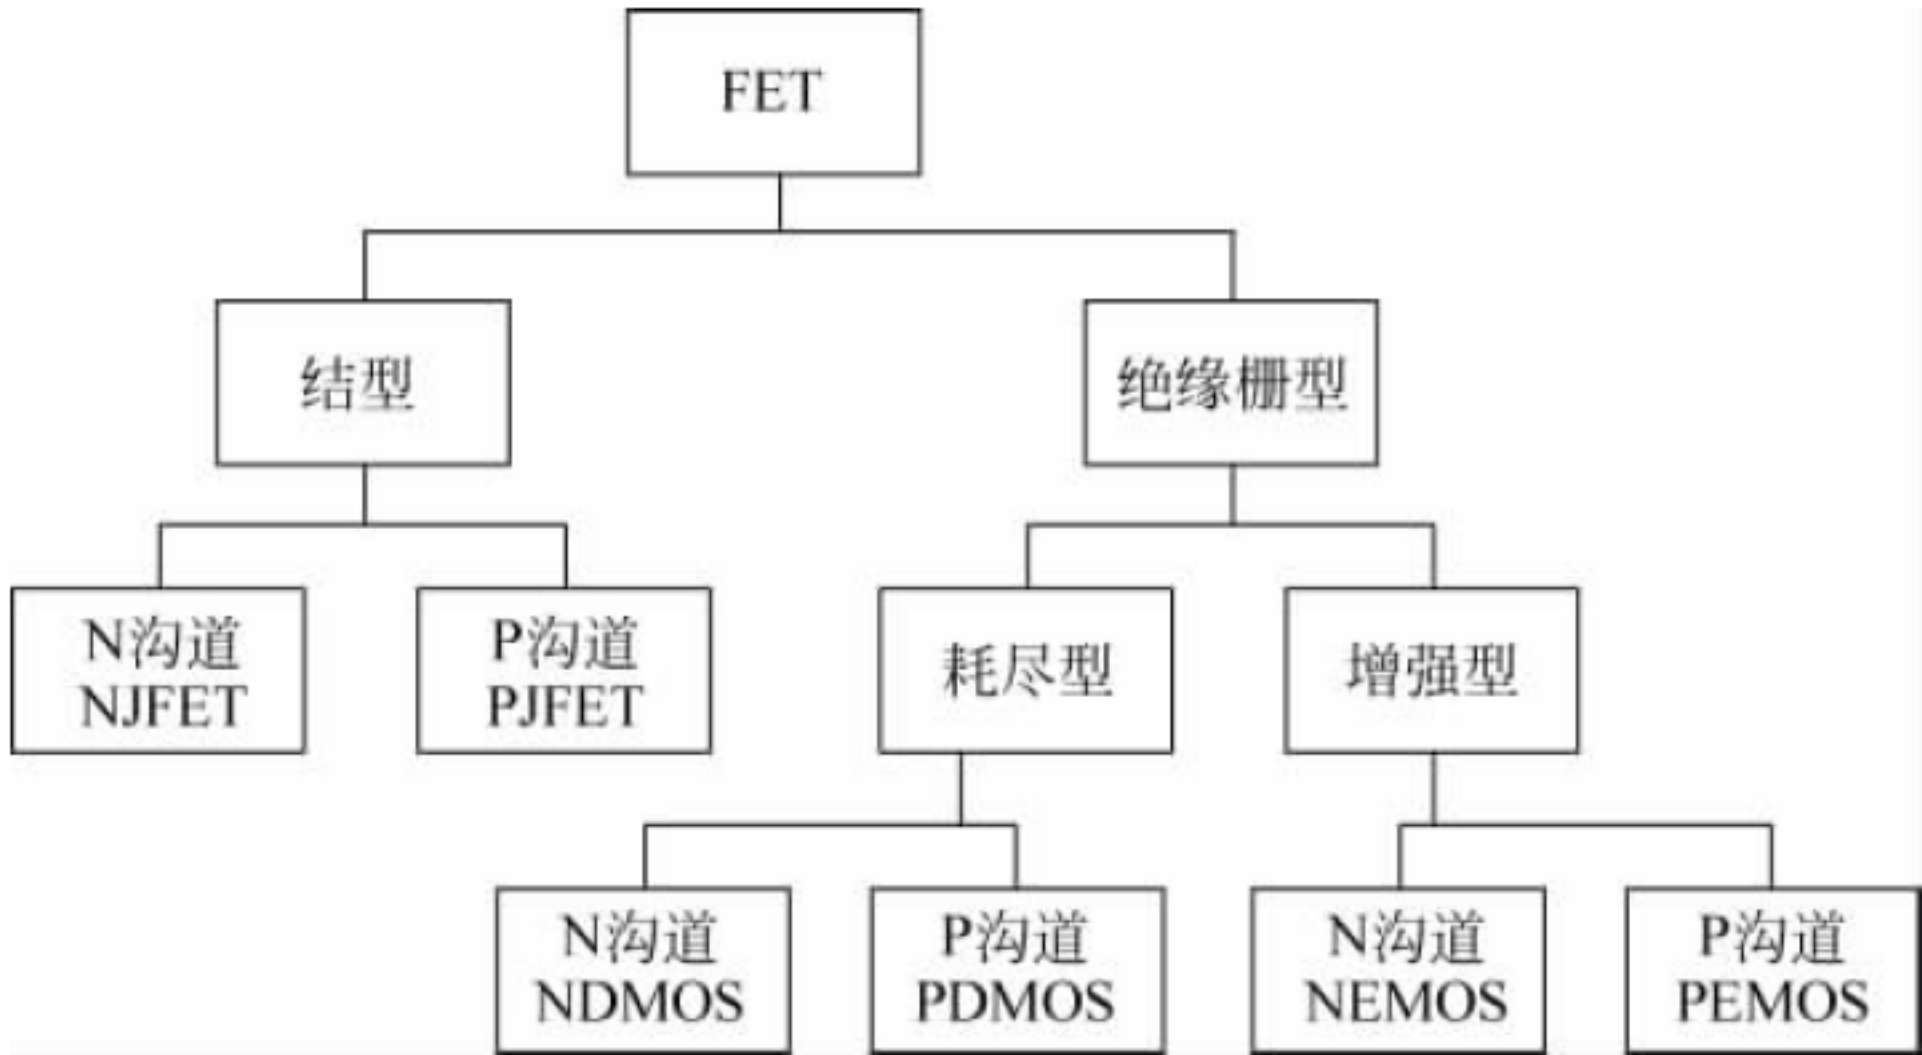 FET
结型
绝缘栅型
N沟道
NJFET
P沟道
PJFET
耗尽型
增强型
N沟道
NDMOS
P沟道
PDMOS
N沟道
NEMOS
P沟道
PEMOS